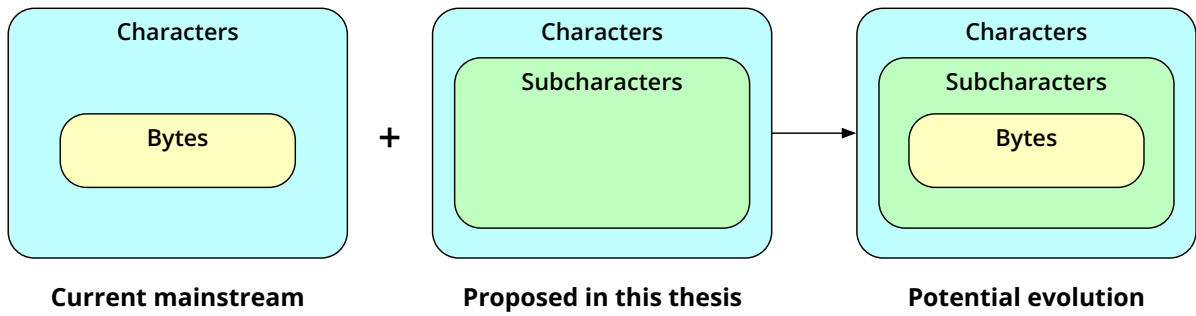 Characters
Bytes
Current mainstream
+
Characters
Subcharacters
Proposed in this thesis
Characters
Subcharacters
Bytes
Potential evolution